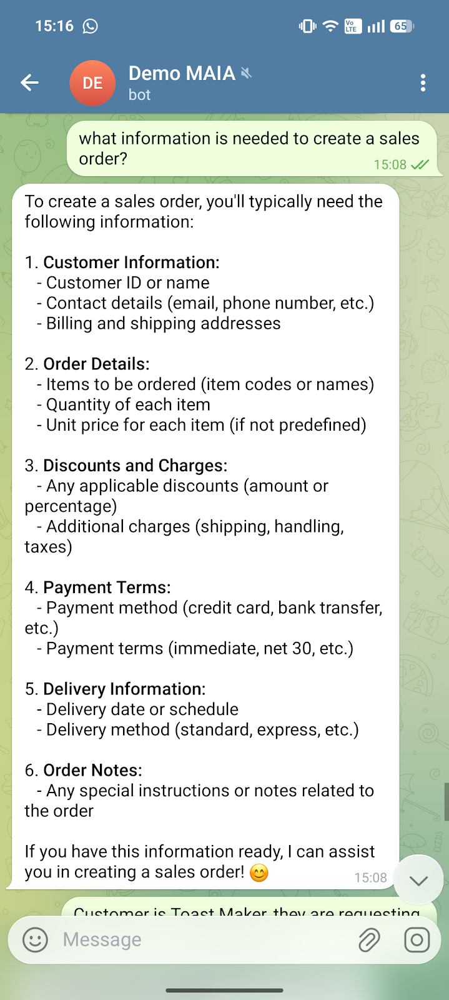 15:16
Vo
LTE
65
DE
Demo MAIA
bot
what information is needed to create a sales
order?
15:08
To create a sales order, you'll typically need the
following information:
1. Customer Information:
- Customer ID or name
- Contact details (email, phone number, etc.)
- Billing and shipping addresses
2. Order Details:
- Items to be ordered (item codes or names)
- Quantity of each item
- Unit price for each item (if not predefined)
3. Discounts and Charges:
- Any applicable discounts (amount or
percentage)
- Additional charges (shipping, handling,
taxes)
4. Payment Terms:
- Payment method (credit card, bank transfer,
etc.)
- Payment terms (immediate, net 30, etc.)
5. Delivery Information:
- Delivery date or schedule
- Delivery method (standard, express, etc.)
6. Order Notes:
- Any special instructions or notes related to
the order
If you have this information ready, I can assist
you in creating a sales order! 😊
15:08
Customer is Toast Maker, they are requesting
Message